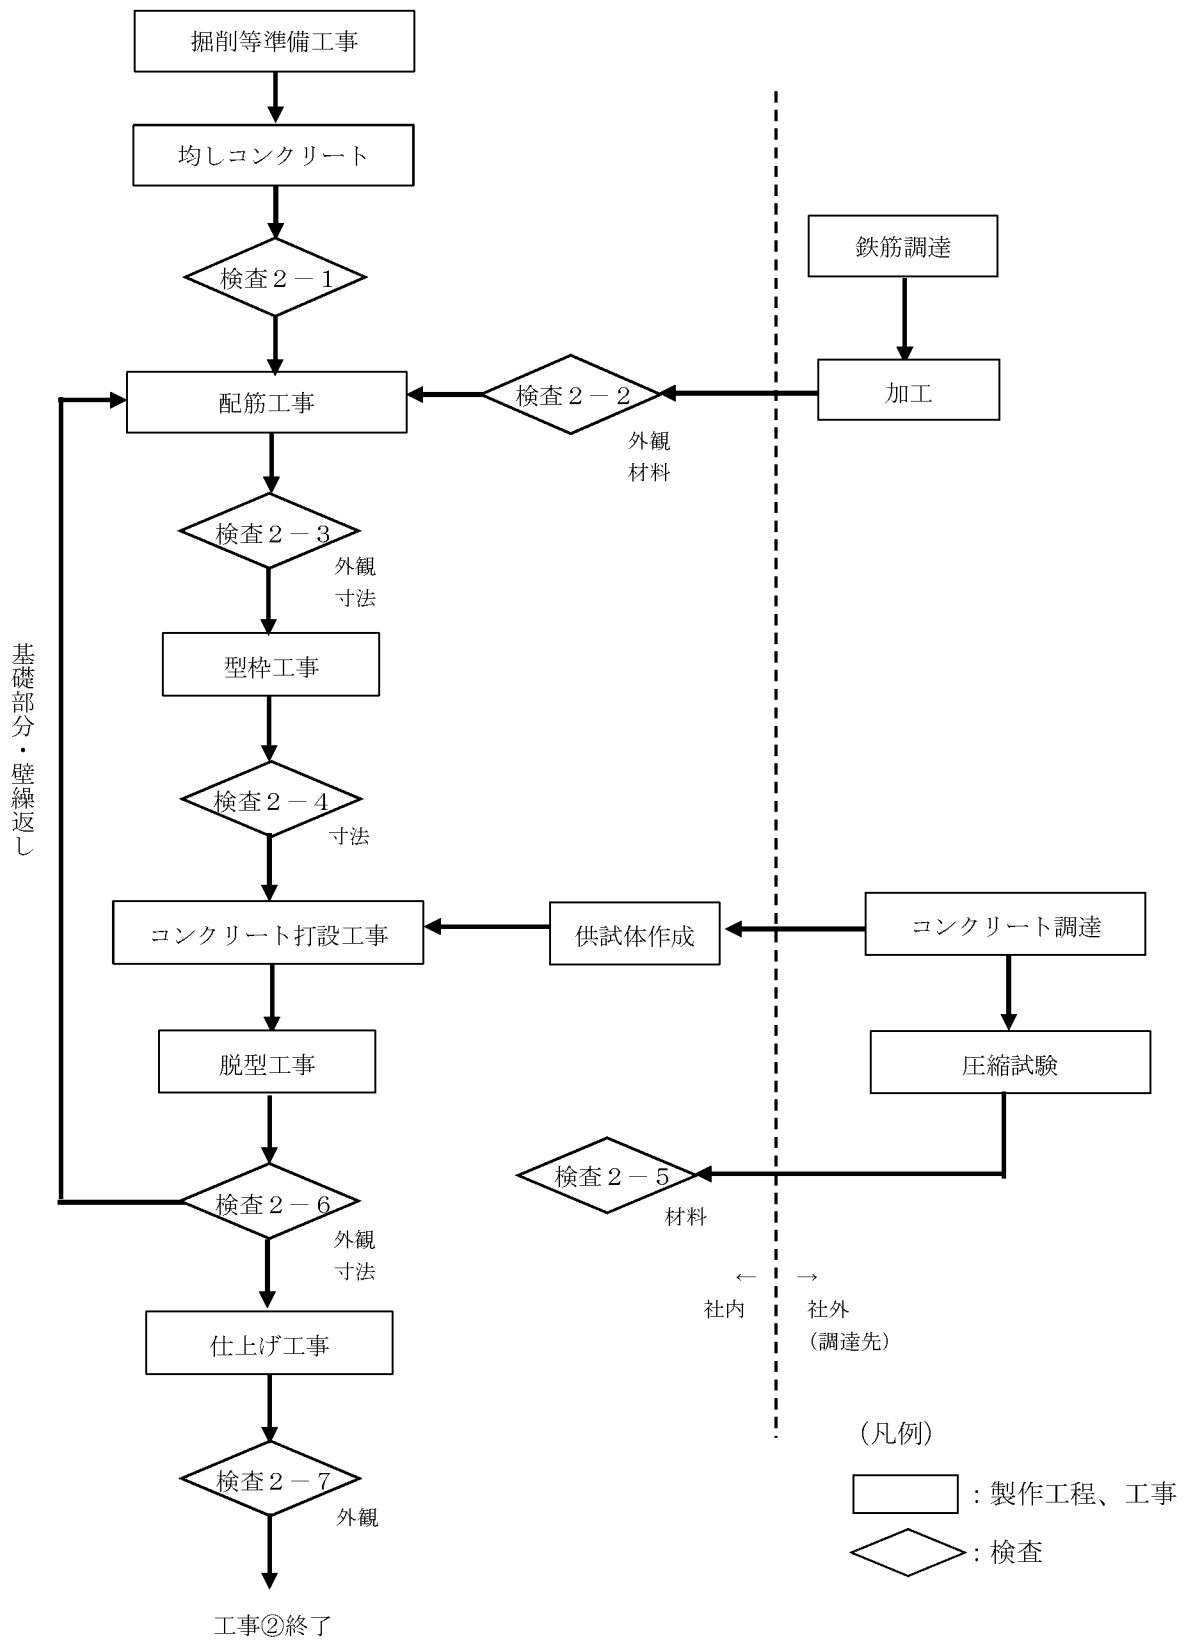 掘削等準備工事
均しコンクリート
検査２－１
鉄筋調達
加工
検査２－２
外観
材料
配筋工事
検査２－３
外観
寸法
型枠工事
検査２－４
寸法
基礎部分・壁繰返し
コンクリート打設工事
供試体作成
コンクリート調達
脱型工事
圧縮試験
検査２－５
材料
検査２－６
外観
寸法
← →
社内 社外
（調達先）
仕上げ工事
検査２－７
外観
工事②終了
（凡例）
：製作工程、工事
：検査